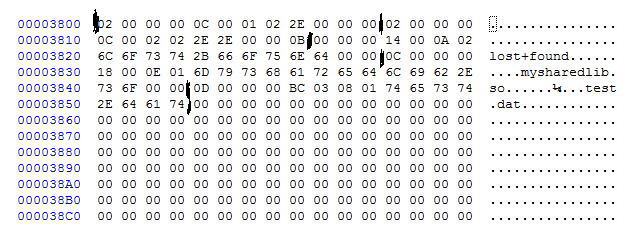 00003800 02 00 00 00 0C 00 01 02 2E 00 00 00 02 00 00 00 ................
00003810 0C 00 02 02 2E 2E 00 00 0B 00 00 00 14 00 0A 02 ................
00003820 6C 6F 73 74 2B 66 6F 75 6E 64 00 00 0C 00 00 00 lost+found......
00003830 18 00 0E 01 6D 79 73 68 61 72 65 64 6C 69 62 2E ....mysharedlib.
00003840 73 6F 00 00 0D 00 00 00 BC 03 08 01 74 65 73 74 so......¼...test
00003850 2E 64 61 74 00 00 00 00 00 00 00 00 00 00 00 00 .dat............
00003860 00 00 00 00 00 00 00 00 00 00 00 00 00 00 00 00 ................
00003870 00 00 00 00 00 00 00 00 00 00 00 00 00 00 00 00 ................
00003880 00 00 00 00 00 00 00 00 00 00 00 00 00 00 00 00 ................
00003890 00 00 00 00 00 00 00 00 00 00 00 00 00 00 00 00 ................
000038A0 00 00 00 00 00 00 00 00 00 00 00 00 00 00 00 00 ................
000038B0 00 00 00 00 00 00 00 00 00 00 00 00 00 00 00 00 ................
000038C0 00 00 00 00 00 00 00 00 00 00 00 00 00 00 00 00 ................